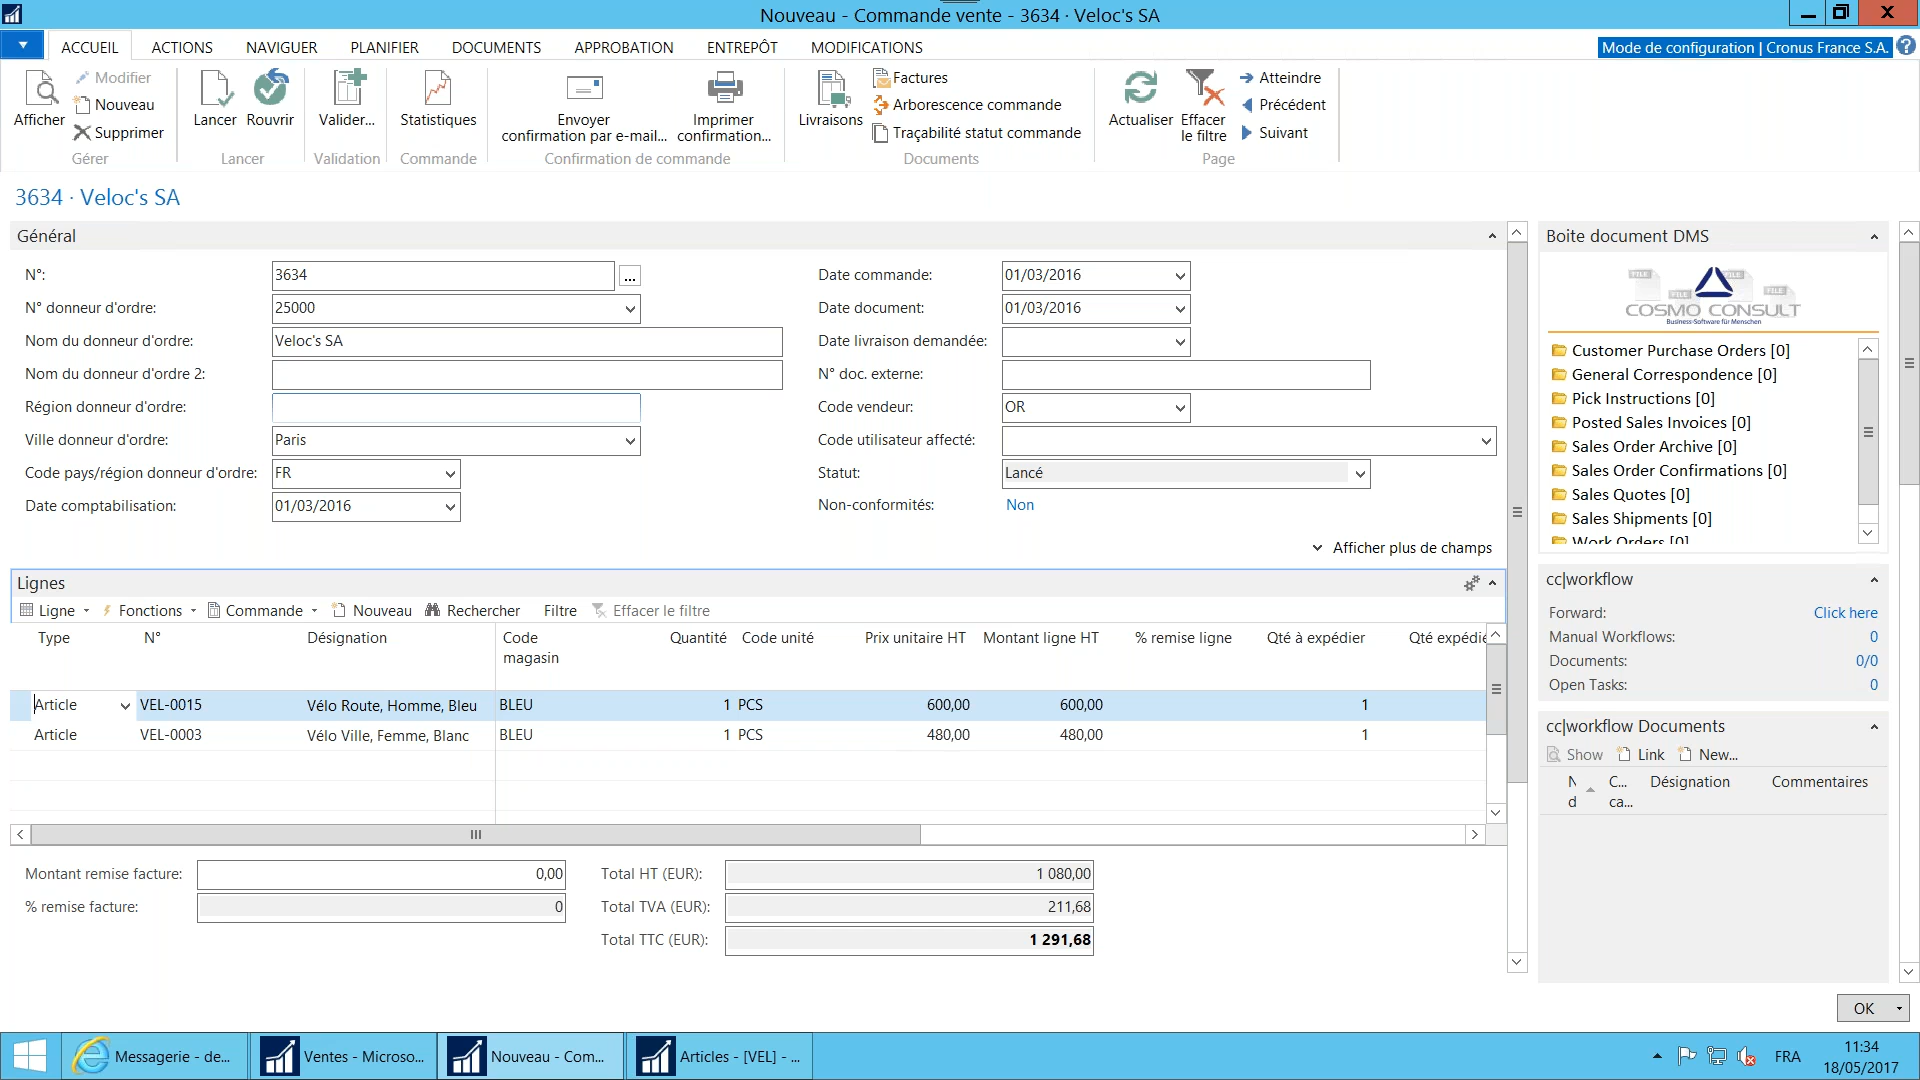 Nouveau - Commande vente - 3634 · Veloc's SA
ACCUEIL ACTIONS NAVIGUER PLANIFIER DOCUMENTS APPROBATION ENTREPÔT MODIFICATIONS
Mode de configuration | Cronus France S.A.
Afficher
Modifier
Nouveau
Supprimer
Gérer
Lancer
Rouvrir
Lancer
Valider...
Validation
Statistiques
Commande
Envoyer
confirmation par e-mail...
Imprimer
confirmation...
Confirmation de commande
Livraisons
Factures
Arborescence commande
Traçabilité statut commande
Documents
Actualiser
Effacer
le filtre
Atteindre
Précédent
Suivant
Page
3634 · Veloc's SA
Général
N°: 3634 ...
N° donneur d'ordre: 25000
Nom du donneur d'ordre: Veloc's SA
Nom du donneur d'ordre 2:
Région donneur d'ordre:
Ville donneur d'ordre: Paris
Code pays/région donneur d'ordre: FR
Date comptabilisation: 01/03/2016
Date commande: 01/03/2016
Date document: 01/03/2016
Date livraison demandée:
N° doc. externe:
Code vendeur: OR
Code utilisateur affecté:
Statut: Lancé
Non-conformités: Non
Afficher plus de champs
Lignes
Ligne Fonctions Commande Nouveau Rechercher Filtre Effacer le filtre
Type N° Désignation Code magasin Quantité Code unité Prix unitaire HT Montant ligne HT % remise ligne Qté à expédier Qté expédie
Article VEL-0015 Vélo Route, Homme, Bleu BLEU 1 PCS 600,00 600,00 1
Article VEL-0003 Vélo Ville, Femme, Blanc BLEU 1 PCS 480,00 480,00 1
Montant remise facture: 0,00
% remise facture: 0
Total HT (EUR): 1 080,00
Total TVA (EUR): 211,68
Total TTC (EUR): 1 291,68
Boite document DMS
FILE FILE FILE
COSMO CONSULT
Business-Software für Menschen
Customer Purchase Orders [0]
General Correspondence [0]
Pick Instructions [0]
Posted Sales Invoices [0]
Sales Order Archive [0]
Sales Order Confirmations [0]
Sales Quotes [0]
Sales Shipments [0]
Work Orders [0]
cc|workflow
Forward: Click here
Manual Workflows: 0
Documents: 0/0
Open Tasks: 0
cc|workflow Documents
Show Link New...
N d C... ca... Désignation Commentaires
OK
Messagerie - de...
Ventes - Microso...
Nouveau - Com...
Articles - [VEL] - ...
FRA
11:34
18/05/2017